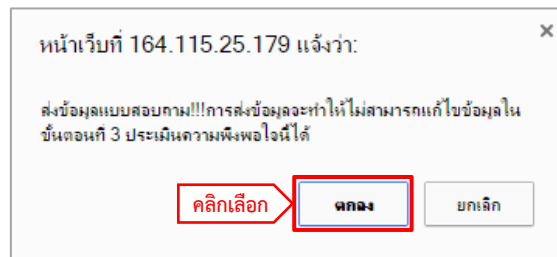 หน้าเว็บที่ 164.115.25.179 แจ้งว่า:
ส่งข้อมูลแบบสอบถาม!!!การส่งข้อมูลจะทำให้ไม่สามารถแก้ไขข้อมูลใน
ขั้นตอนที่ 3 ประเมินความพึงพอใจนี้ได้
คลิกเลือก ตกลง ยกเลิก